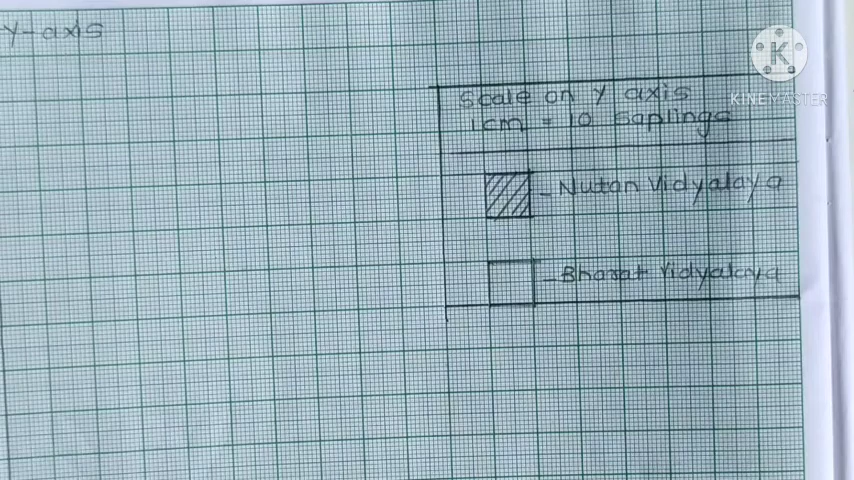 Y-axis
Scale on Y axis
1cm = 10 saplings
- Nutan Vidyalaya
- Bharat Vidyalaya
K
KINEMASTER